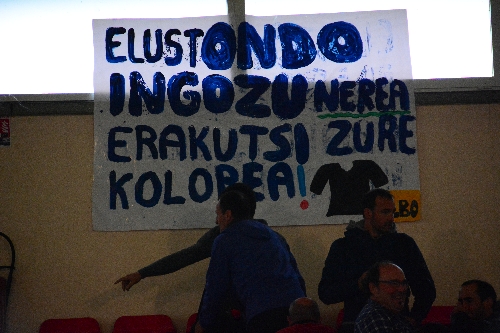 ELUSTONDO
INGOZU NEREA
ERAKUTSI ZURE
KOLOREA!